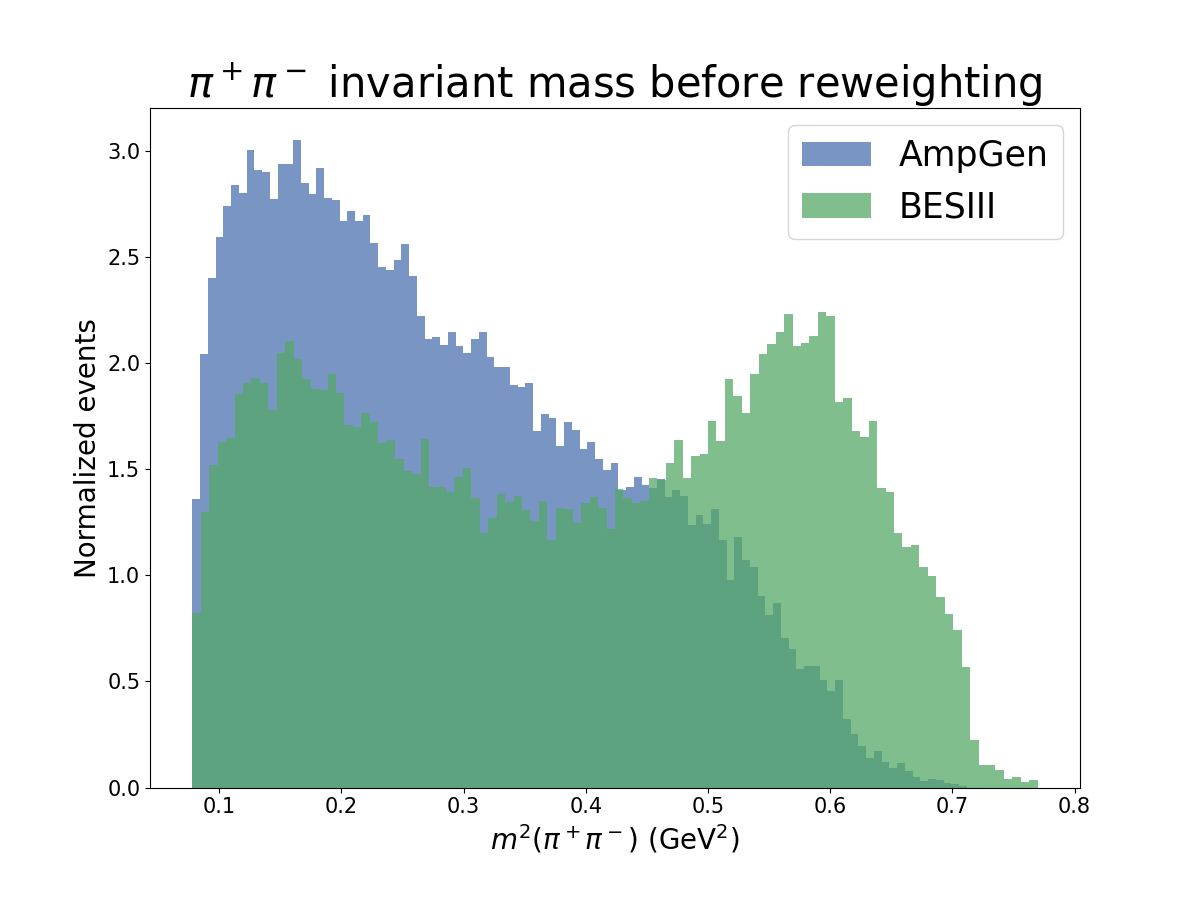 π⁺π⁻ invariant mass before reweighting
AmpGen
BESIII
Normalized events
3.0
2.5
2.0
1.5
1.0
0.5
0.0
0.1 0.2 0.3 0.4 0.5 0.6 0.7 0.8
m²(π⁺π⁻) (GeV²)